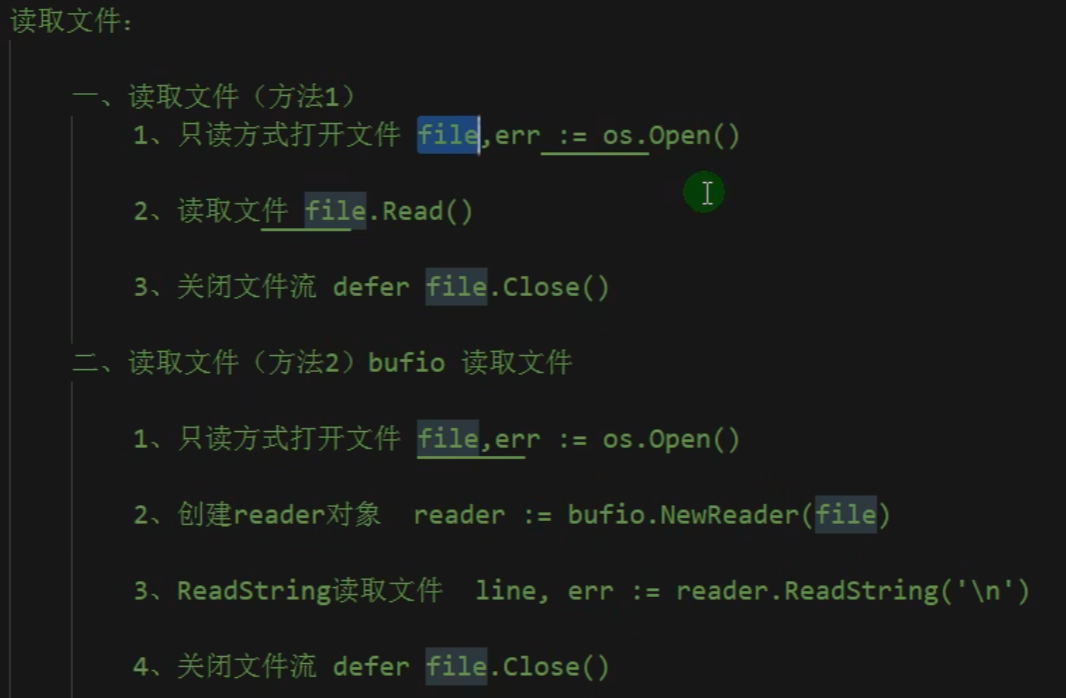 读取文件:
一、读取文件（方法1）
1、只读方式打开文件 file,err := os.Open()
2、读取文件 file.Read()
3、关闭文件流 defer file.Close()
二、读取文件（方法2）bufio 读取文件
1、只读方式打开文件 file,err := os.Open()
2、创建reader对象  reader := bufio.NewReader(file)
3、ReadString读取文件  line, err := reader.ReadString('\n')
4、关闭文件流 defer file.Close()